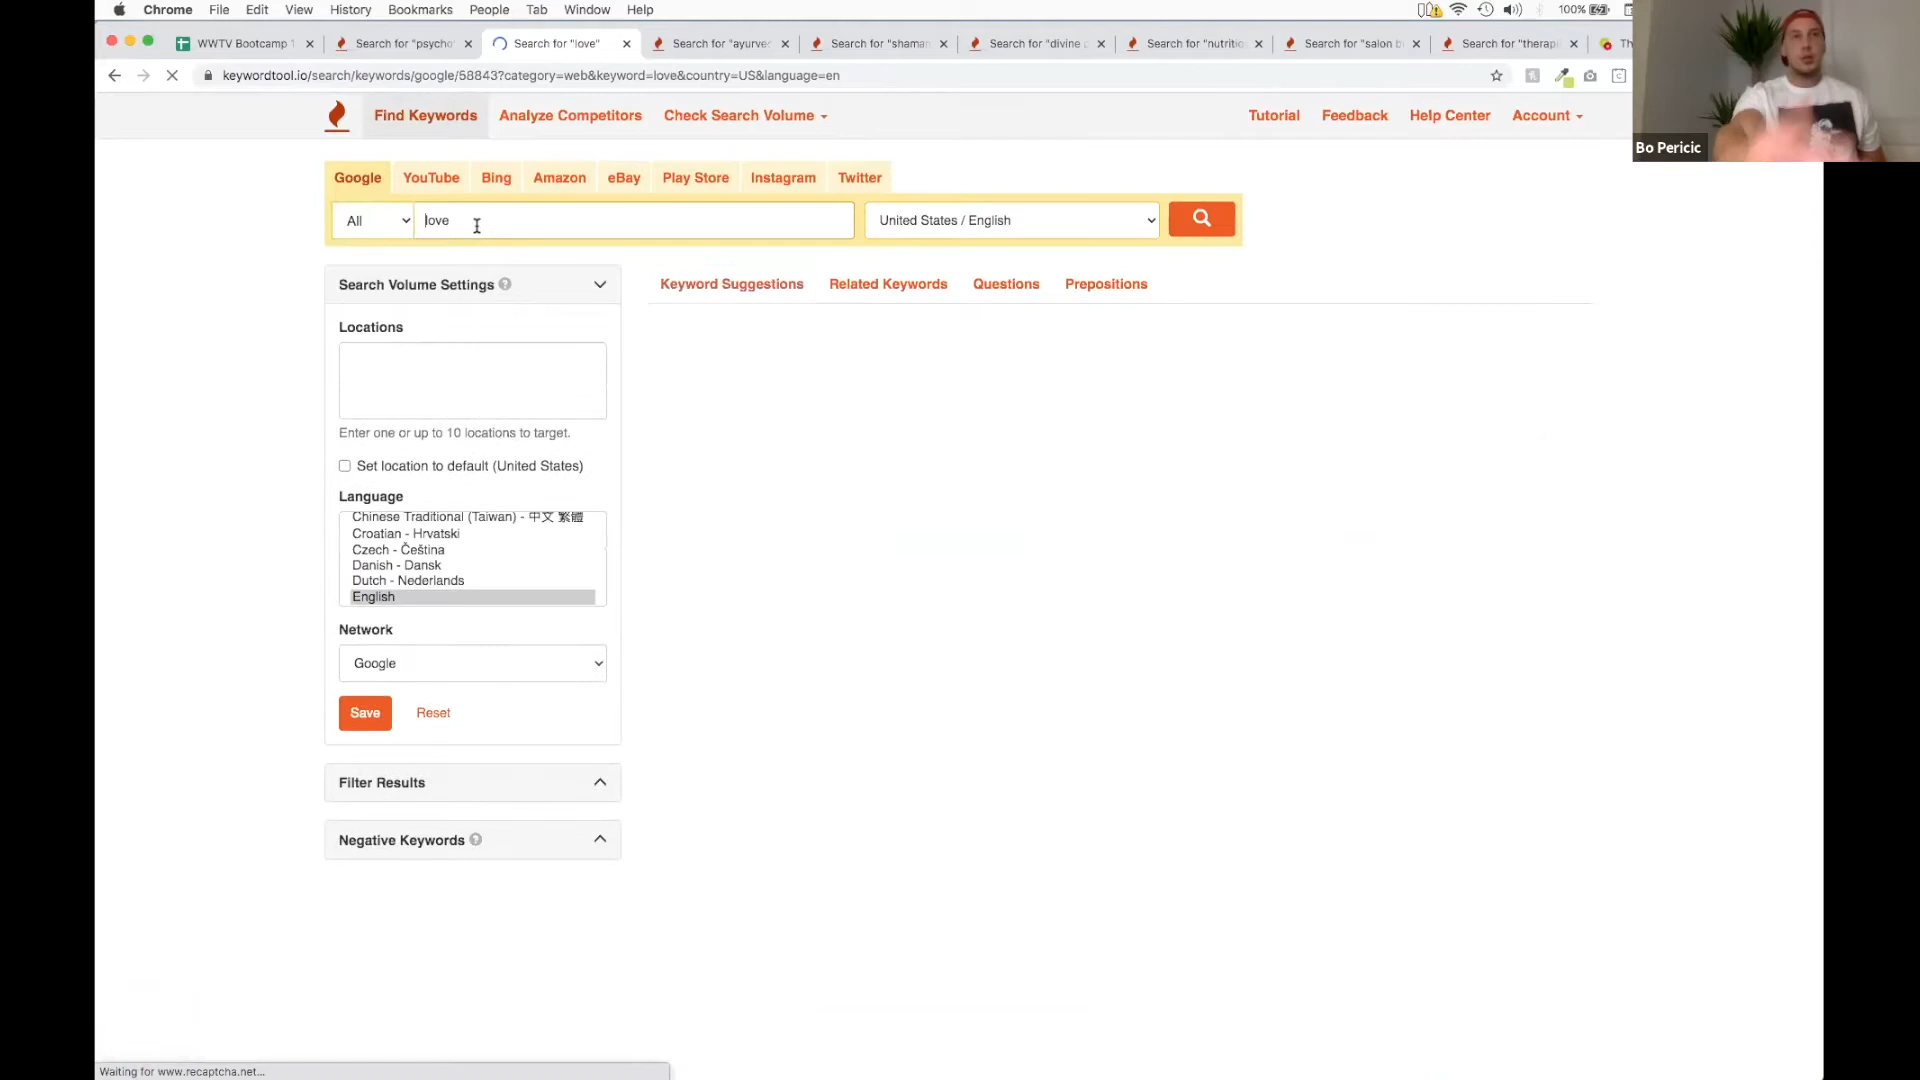 Chrome File Edit View History Bookmarks People Tab Window Help 100%
WWTV Bootcamp 1 Search for "psycho Search for "love" Search for "ayurve Search for "shaman Search for "divine Search for "nutritio Search for "salon b Search for "therap Th
keywordtool.io/search/keywords/google/58843?category=web&keyword=love&country=US&language=en
Find Keywords Analyze Competitors Check Search Volume Tutorial Feedback Help Center Account
Bo Pericic
Google YouTube Bing Amazon eBay Play Store Instagram Twitter
All love United States / English
Search Volume Settings ?
Keyword Suggestions Related Keywords Questions Prepositions
Locations
Enter one or up to 10 locations to target.
Set location to default (United States)
Language
Chinese Traditional (Taiwan) - 中文 繁體
Croatian - Hrvatski
Czech - Čeština
Danish - Dansk
Dutch - Nederlands
English
Network
Google
Save Reset
Filter Results
Negative Keywords ?
Waiting for www.recaptcha.net...